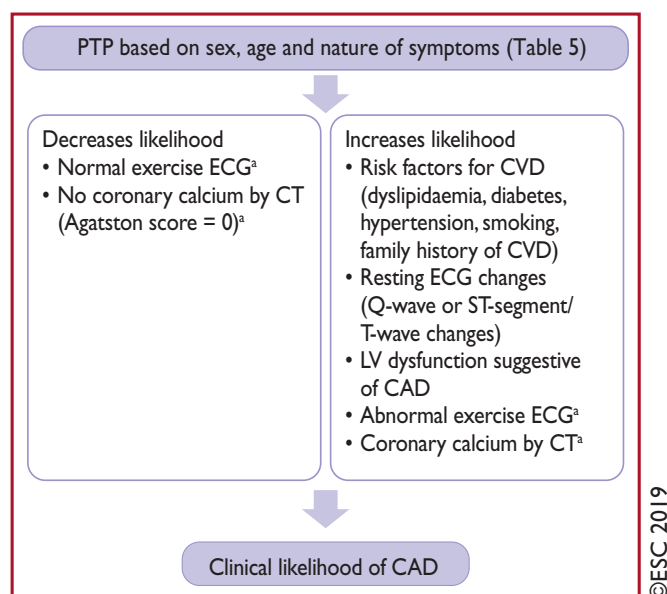 PTP based on sex, age and nature of symptoms (Table 5)
Decreases likelihood
• Normal exercise ECGª
• No coronary calcium by CT
(Agatston score = 0)ª
Increases likelihood
• Risk factors for CVD
(dyslipidaemia, diabetes,
hypertension, smoking,
family history of CVD)
• Resting ECG changes
(Q-wave or ST-segment/
T-wave changes)
• LV dysfunction suggestive
of CAD
• Abnormal exercise ECGª
• Coronary calcium by CTª
Clinical likelihood of CAD
©ESC 2019